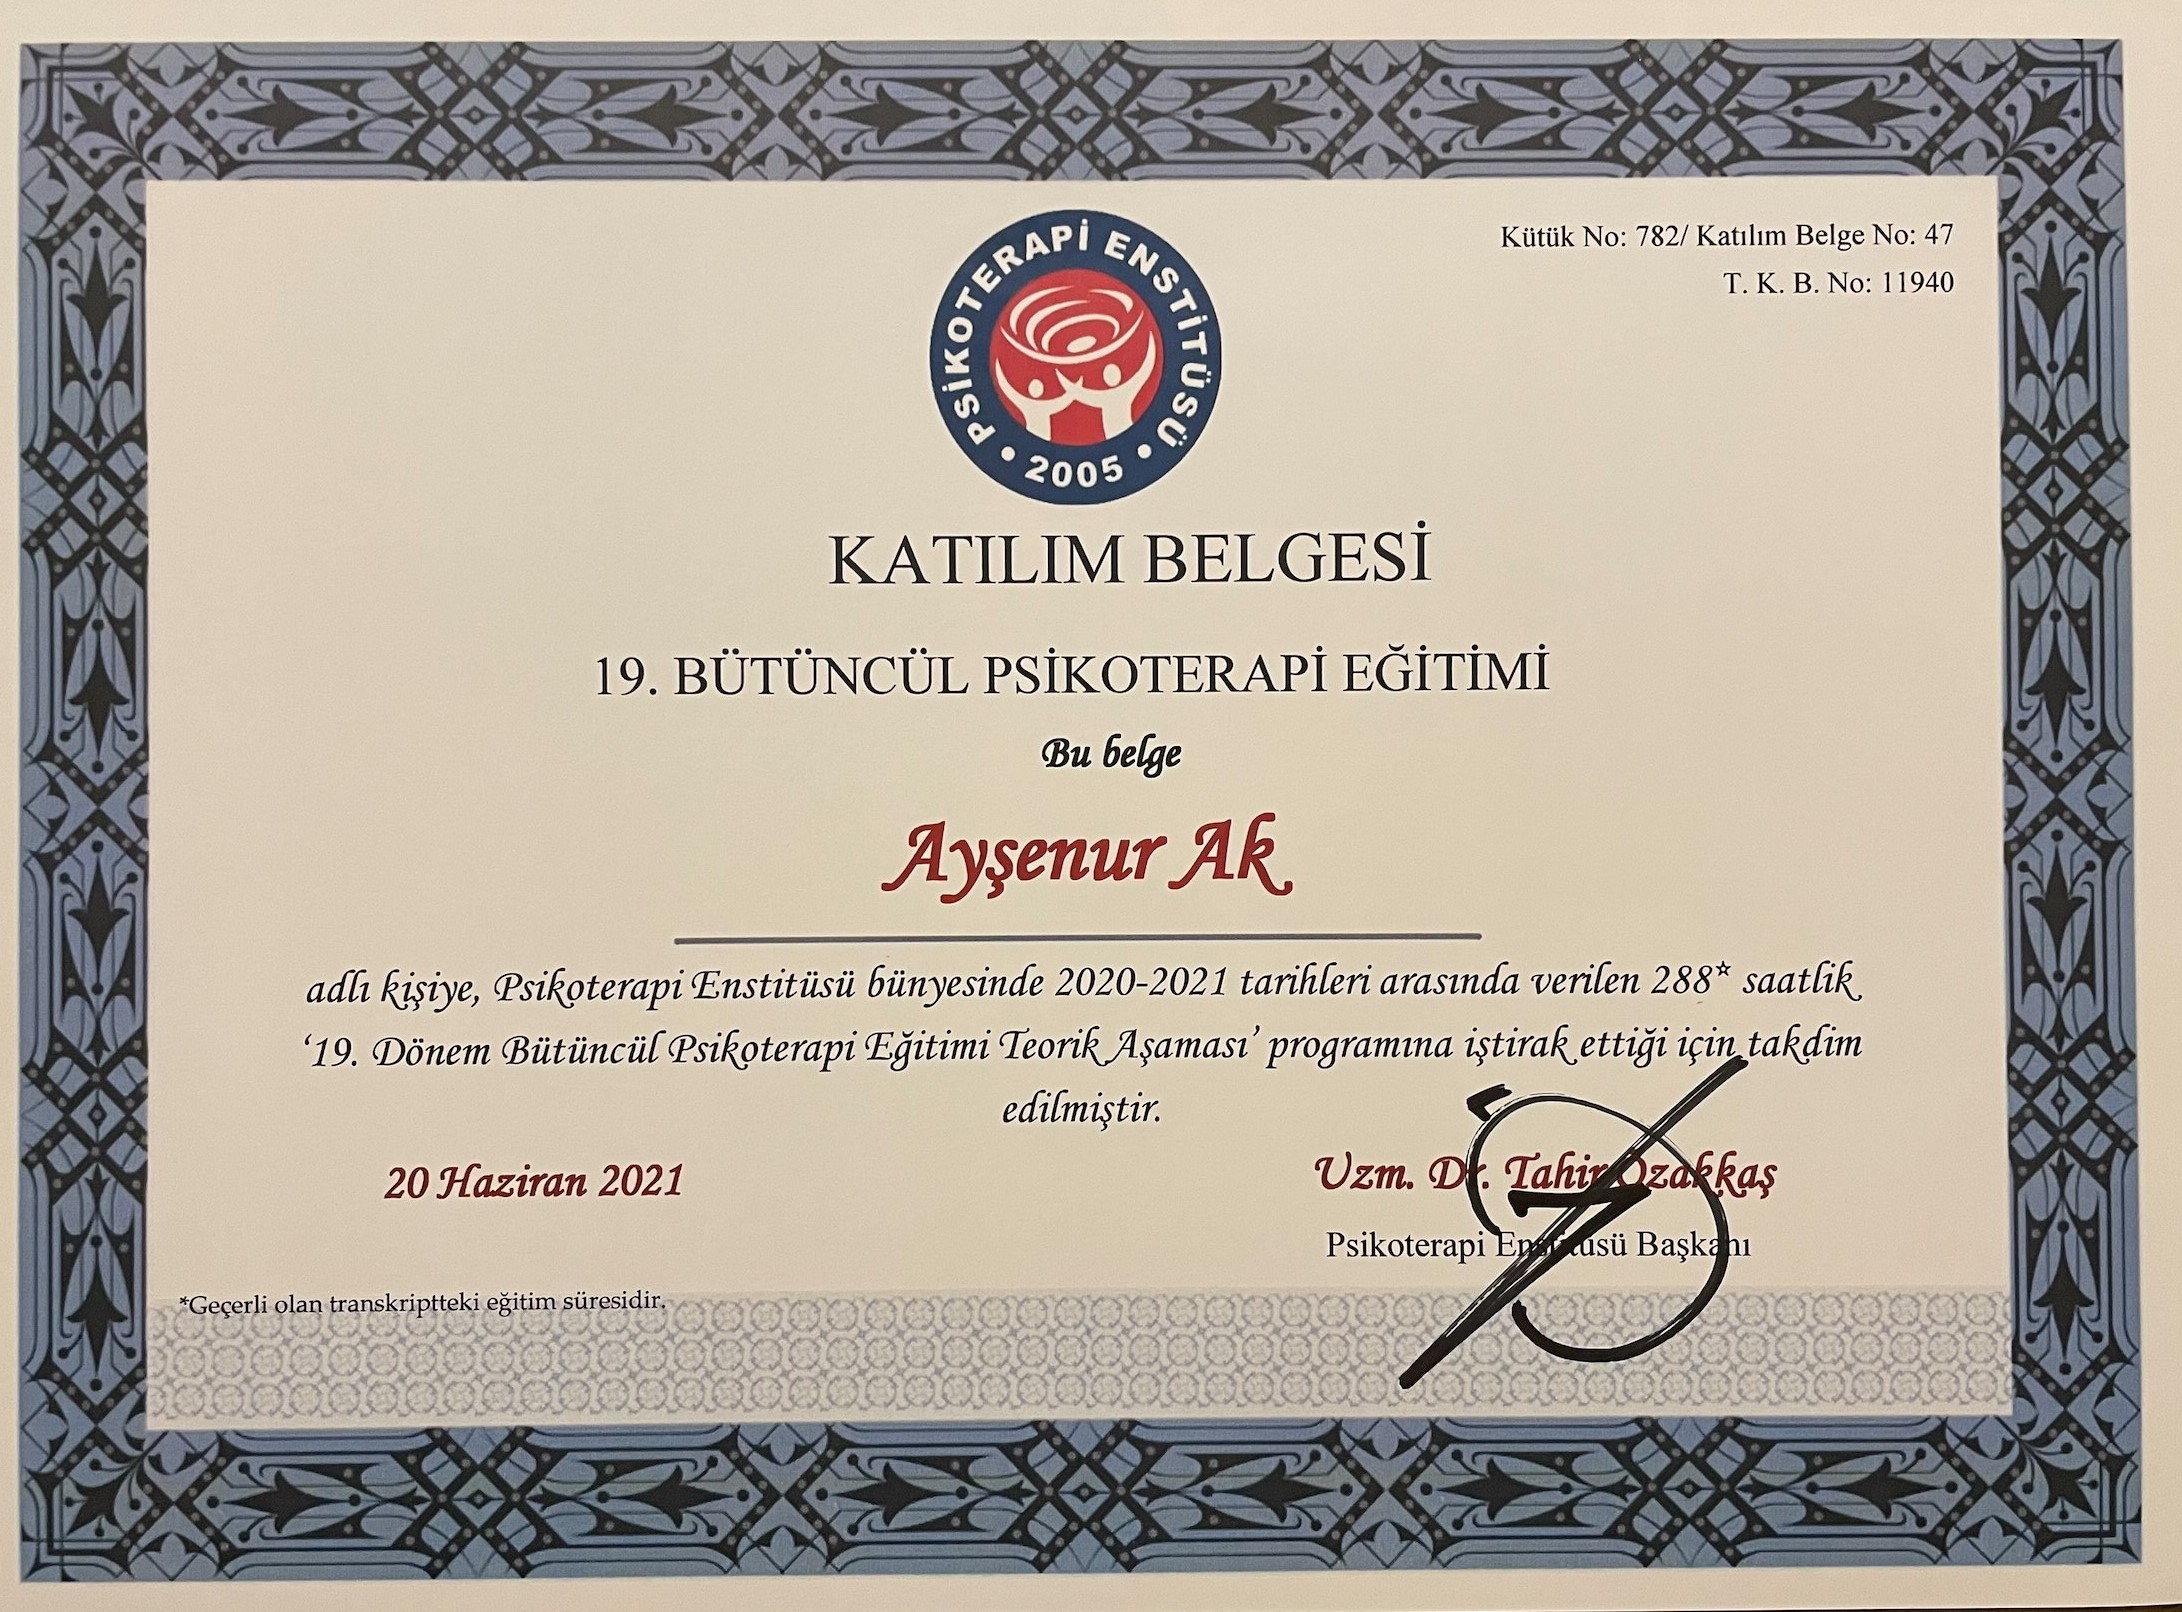 PSİKOTERAPİ ENSTİTÜSÜ
• 2005 •
Kütük No: 782/ Katılım Belge No: 47
T. K. B. No: 11940
KATILIM BELGESİ
19. BÜTÜNCÜL PSİKOTERAPİ EĞİTİMİ
Bu belge
Ayşenur Ak
adlı kişiye, Psikoterapi Enstitüsü bünyesinde 2020-2021 tarihleri arasında verilen 288* saatlik
‘19. Dönem Bütüncül Psikoterapi Eğitimi Teorik Aşaması’ programına iştirak ettiği için takdim
edilmiştir.
20 Haziran 2021
Uzm. Dr. Tahir Özakkaş
Psikoterapi Enstitüsü Başkanı
*Geçerli olan transkriptteki eğitim süresidir.